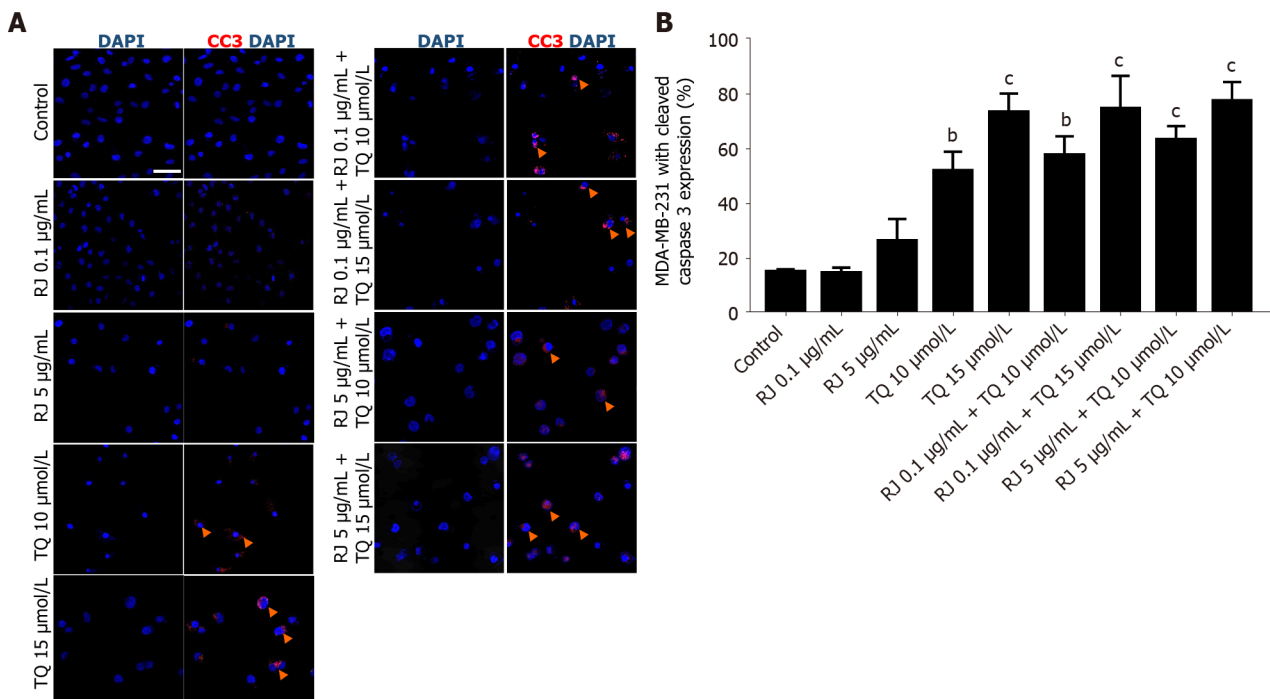 A
DAPI
CC3 DAPI
Control
RJ 0.1 µg/mL
RJ 5 µg/mL
TQ 10 µmol/L
TQ 15 µmol/L
DAPI
CC3 DAPI
RJ 0.1 µg/mL +
TQ 10 µmol/L
RJ 0.1 µg/mL +
TQ 15 µmol/L
RJ 5 µg/mL +
TQ 10 µmol/L
RJ 5 µg/mL +
TQ 15 µmol/L
B
MDA-MB-231 with cleaved
caspase 3 expression (%)
100
80
60
40
20
0
b
c
b
c
c
c
Control
RJ 0.1 µg/mL
RJ 5 µg/mL
TQ 10 µmol/L
TQ 15 µmol/L
RJ 0.1 µg/mL + TQ 10 µmol/L
RJ 0.1 µg/mL + TQ 15 µmol/L
RJ 5 µg/mL + TQ 10 µmol/L
RJ 5 µg/mL + TQ 10 µmol/L